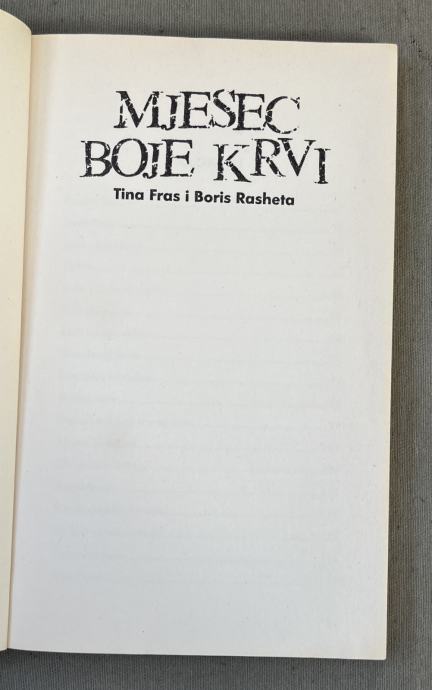 MJESEC
BOJE KRVI
Tina Fras i Boris Rasheta